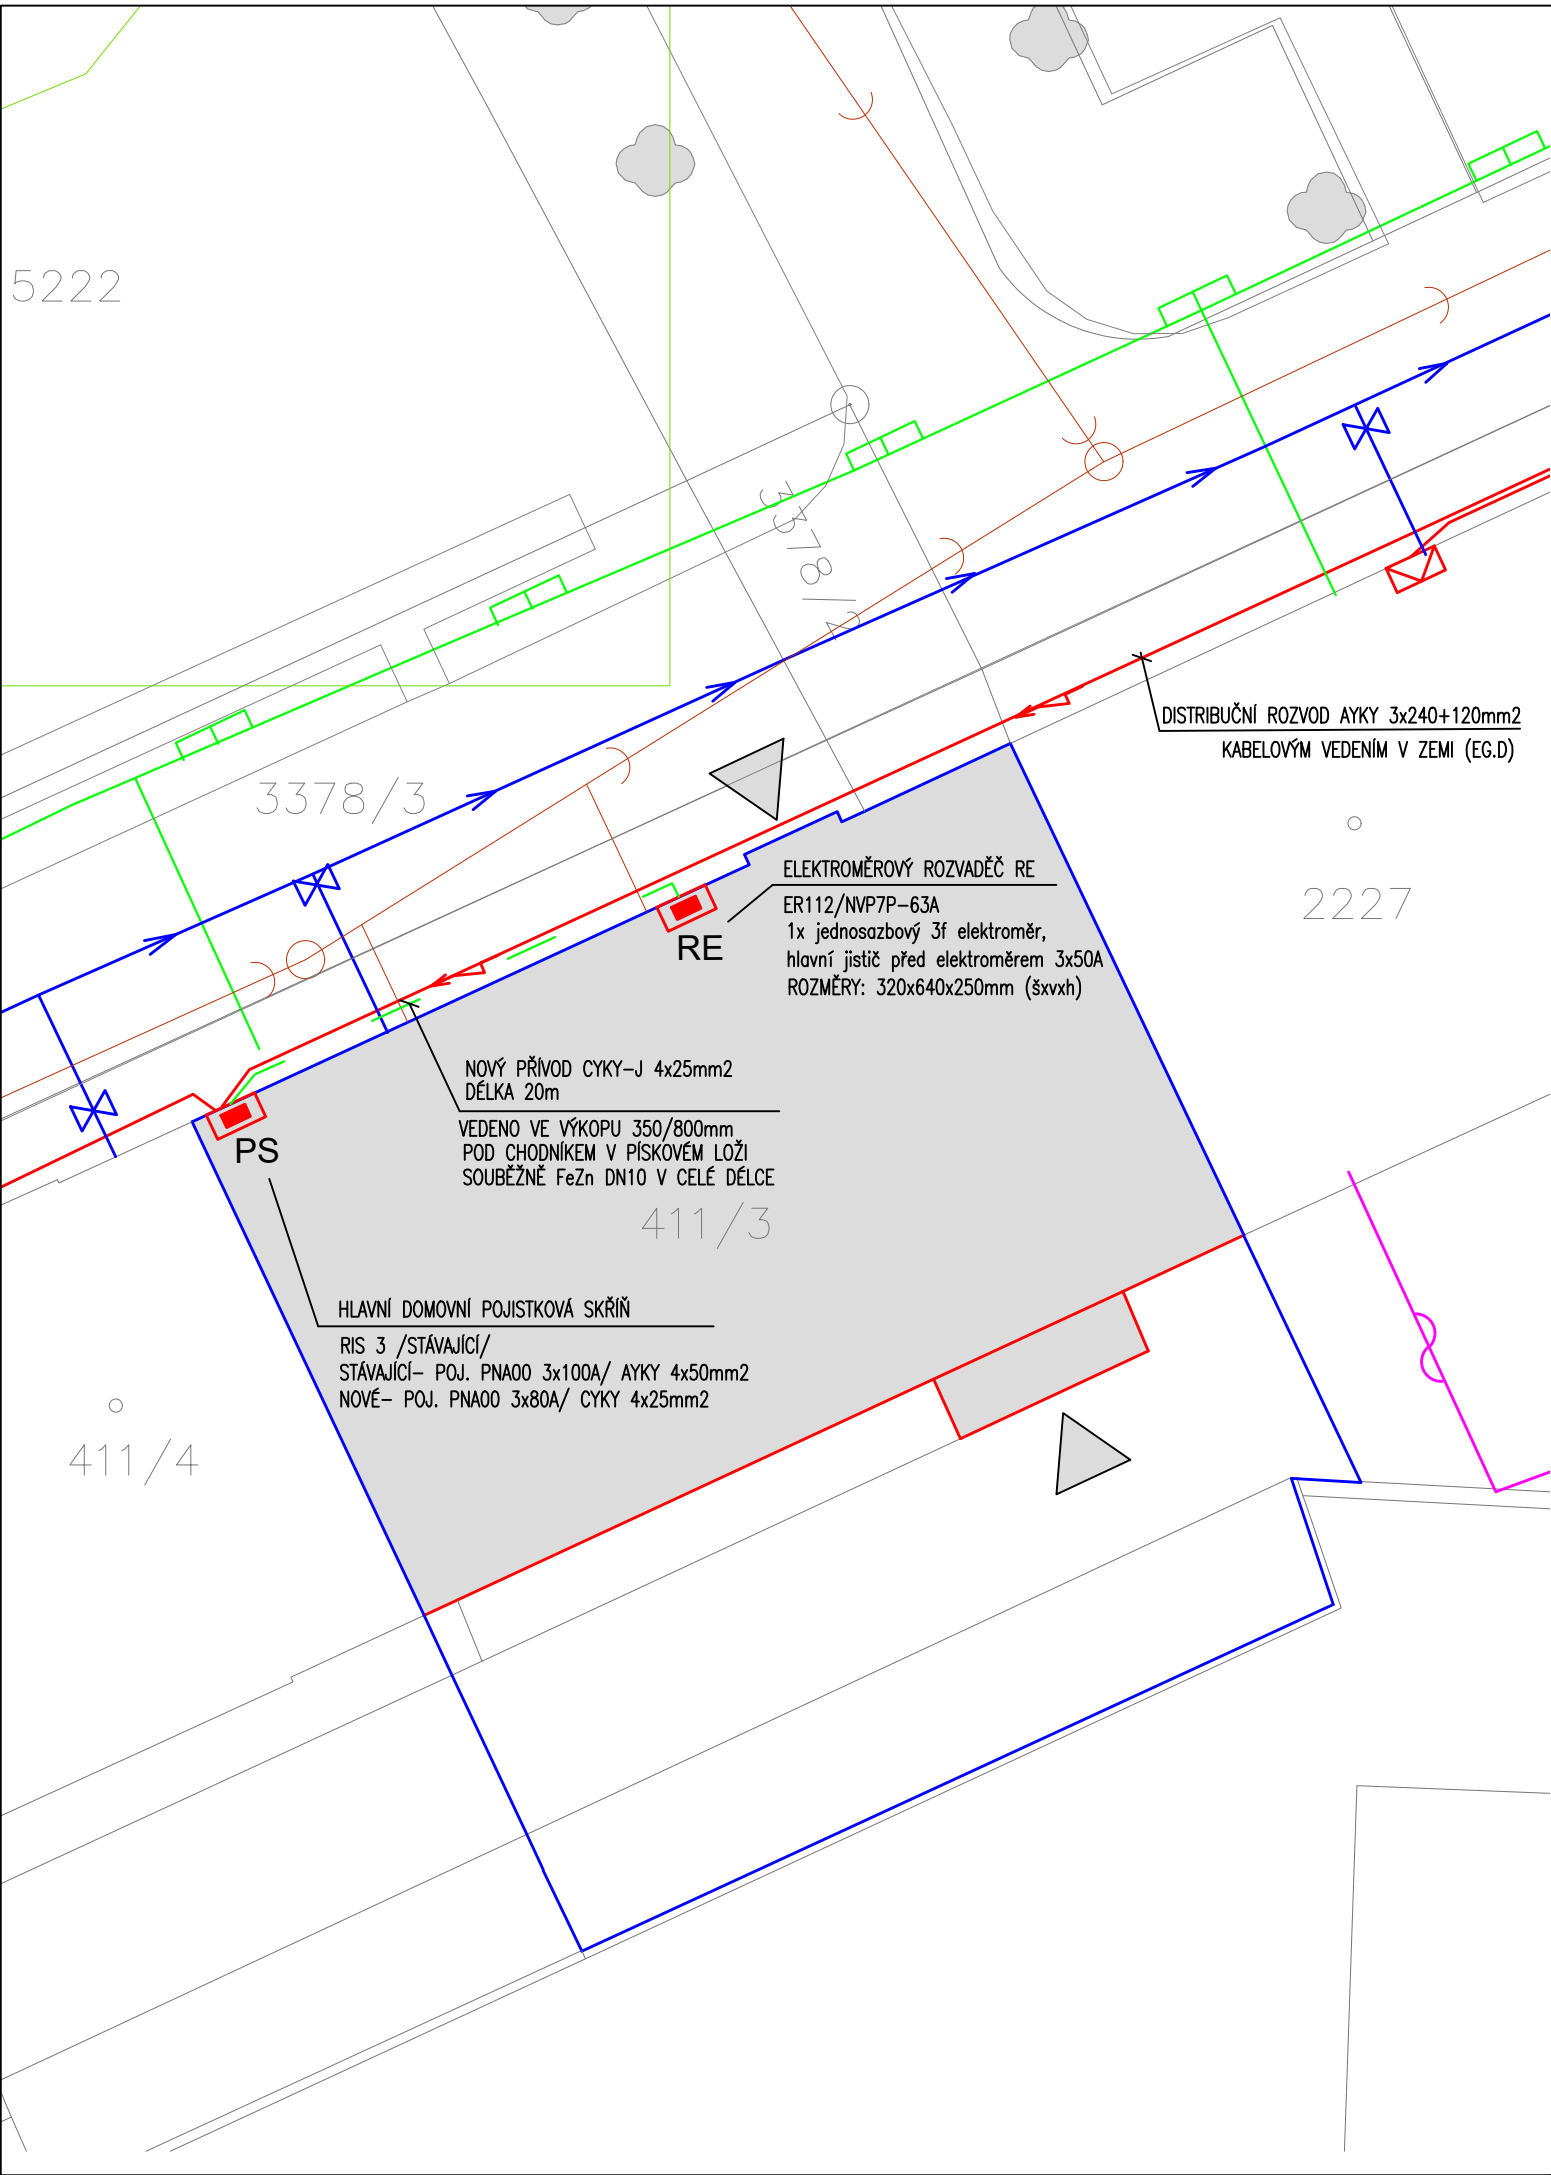 5222
3378/2
DISTRIBUČNÍ ROZVOD AYKY 3x240+120mm2
KABELOVÝM VEDENÍM V ZEMI (EG.D)
3378/3
2227
ELEKTROMĚROVÝ ROZVADĚČ RE
ER112/NVP7P-63A
1x jednosazbový 3f elektroměr,
hlavní jistič před elektroměrem 3x50A
ROZMĚRY: 320x640x250mm (šxvxh)
RE
NOVÝ PŘÍVOD CYKY-J 4x25mm2
DÉLKA 20m
VEDENO VE VÝKOPU 350/800mm
POD CHODNÍKEM V PÍSKOVÉM LOŽI
SOUBĚŽNĚ FeZn DN10 V CELÉ DÉLCE
PS
411/3
HLAVNÍ DOMOVNÍ POJISTKOVÁ SKŘÍŇ
RIS 3 /STÁVAJÍCÍ/
STÁVAJÍCÍ- POJ. PNA00 3x100A/ AYKY 4x50mm2
NOVÉ- POJ. PNA00 3x80A/ CYKY 4x25mm2
411/4